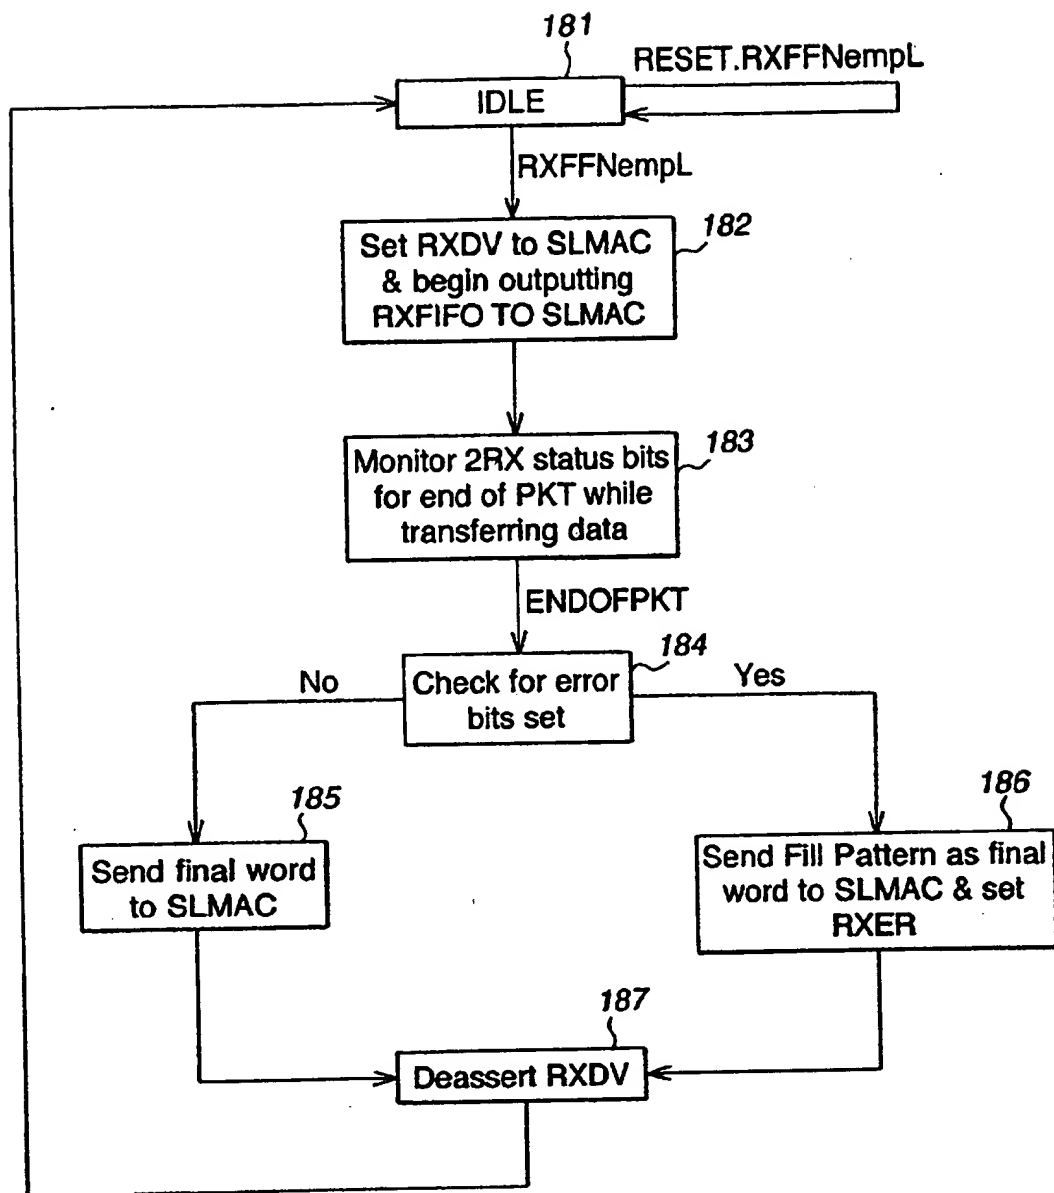 181
RESET.RXFFNempL
IDLE
RXFFNempL
182
Set RXDV to SLMAC
& begin outputting
RXFIFO TO SLMAC
183
Monitor 2RX status bits
for end of PKT while
transferring data
ENDOFPKT
184
No
Check for error
bits set
Yes
185
Send final word
to SLMAC
186
Send Fill Pattern as final
word to SLMAC & set
RXER
187
Deassert RXDV